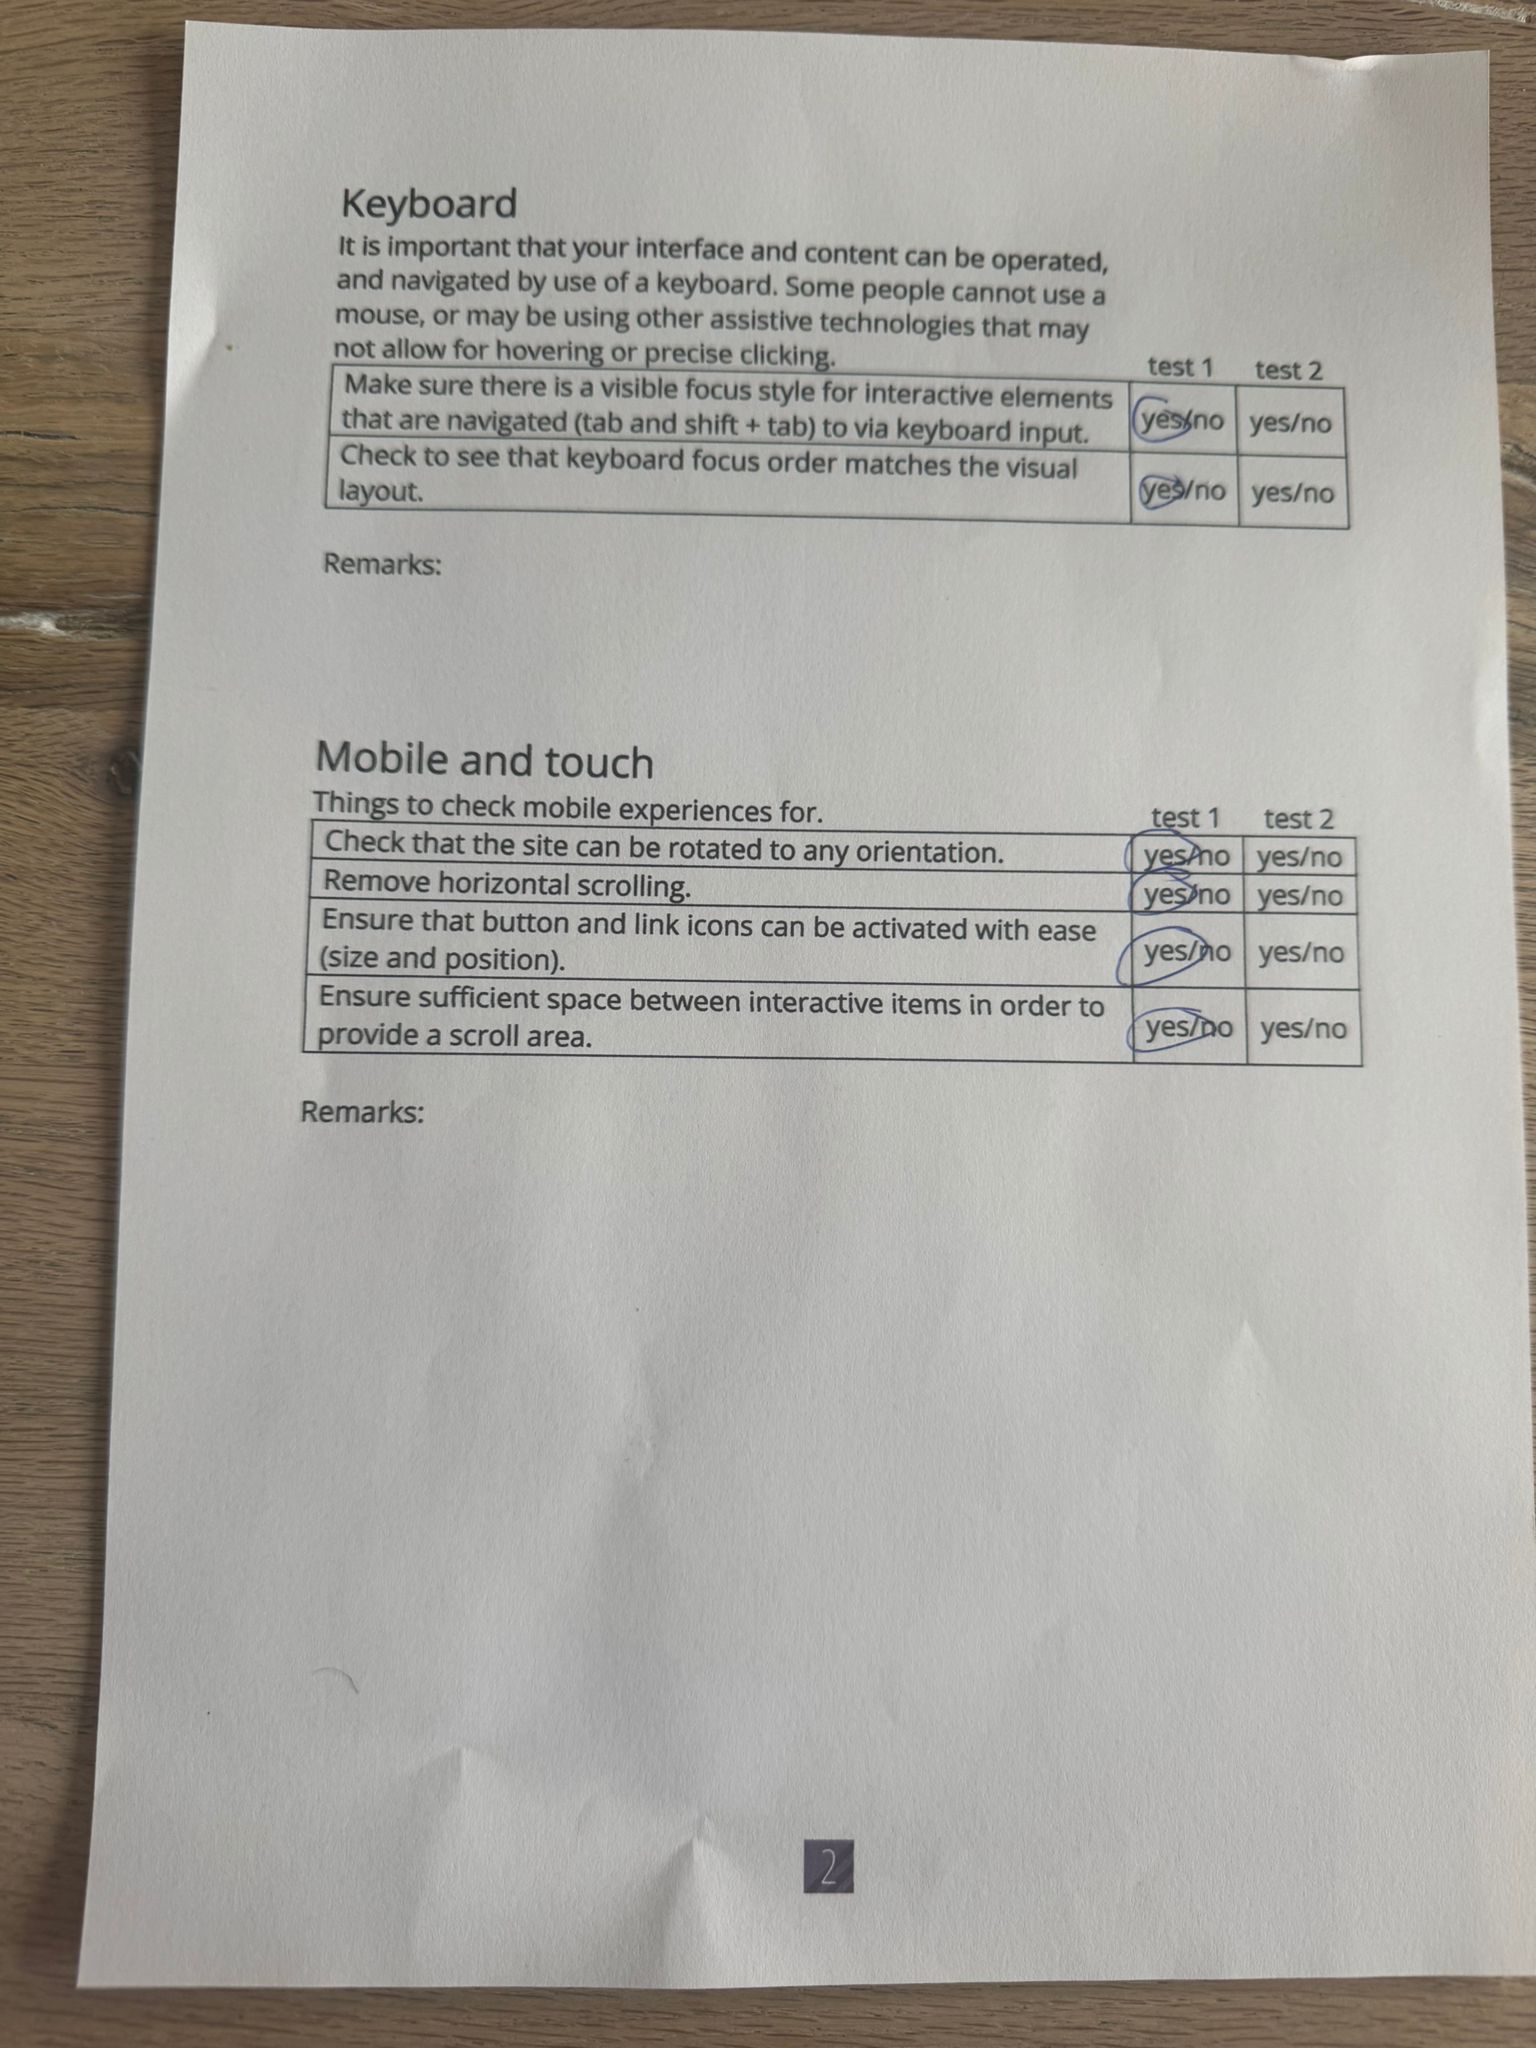 Keyboard
It is important that your interface and content can be operated,
and navigated by use of a keyboard. Some people cannot use a
mouse, or may be using other assistive technologies that may
not allow for hovering or precise clicking.
test 1 test 2
Make sure there is a visible focus style for interactive elements
that are navigated (tab and shift + tab) to via keyboard input.
yes/no yes/no
Check to see that keyboard focus order matches the visual
layout.
yes/no yes/no
Remarks:
Mobile and touch
Things to check mobile experiences for.
test 1 test 2
Check that the site can be rotated to any orientation. yes/no yes/no
Remove horizontal scrolling. yes/no yes/no
Ensure that button and link icons can be activated with ease
(size and position).
yes/no yes/no
Ensure sufficient space between interactive items in order to
provide a scroll area.
yes/no yes/no
Remarks:
2